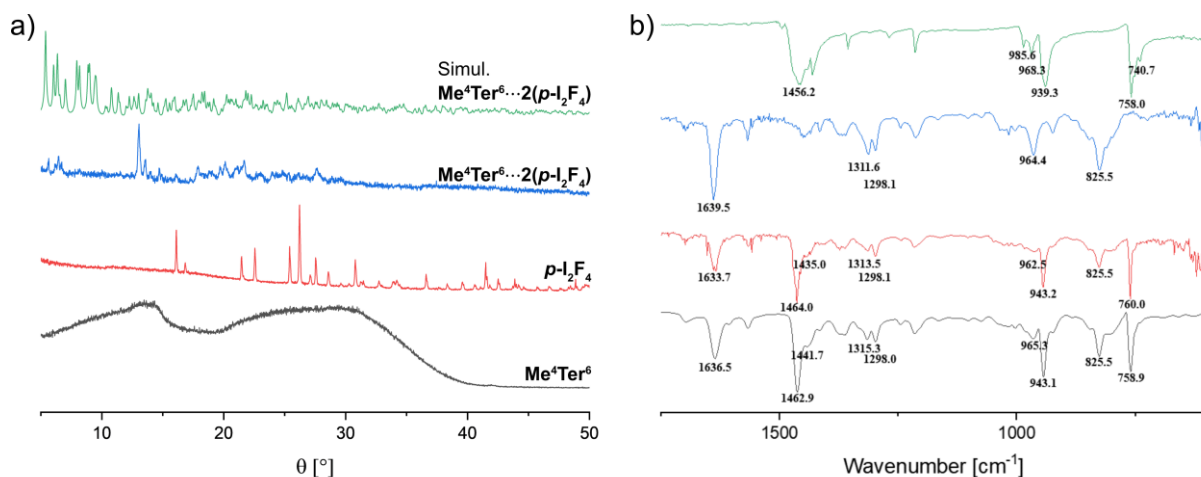 a)
Simul.
Me⁴Ter⁶⋯2(p-I₂F₄)
Me⁴Ter⁶⋯2(p-I₂F₄)
p-I₂F₄
Me⁴Ter⁶
10 20 30 40 50
θ [°]
b)
1456.2 985.6 968.3 939.3 758.0 740.7
1639.5 1311.6 1298.1 964.4 825.5
1633.7 1464.0 1435.0 1313.5 1298.1 962.5 943.2 825.5 760.0
1636.5 1462.9 1441.7 1315.3 1298.0 965.3 943.1 825.5 758.9
1500 1000
Wavenumber [cm⁻¹]